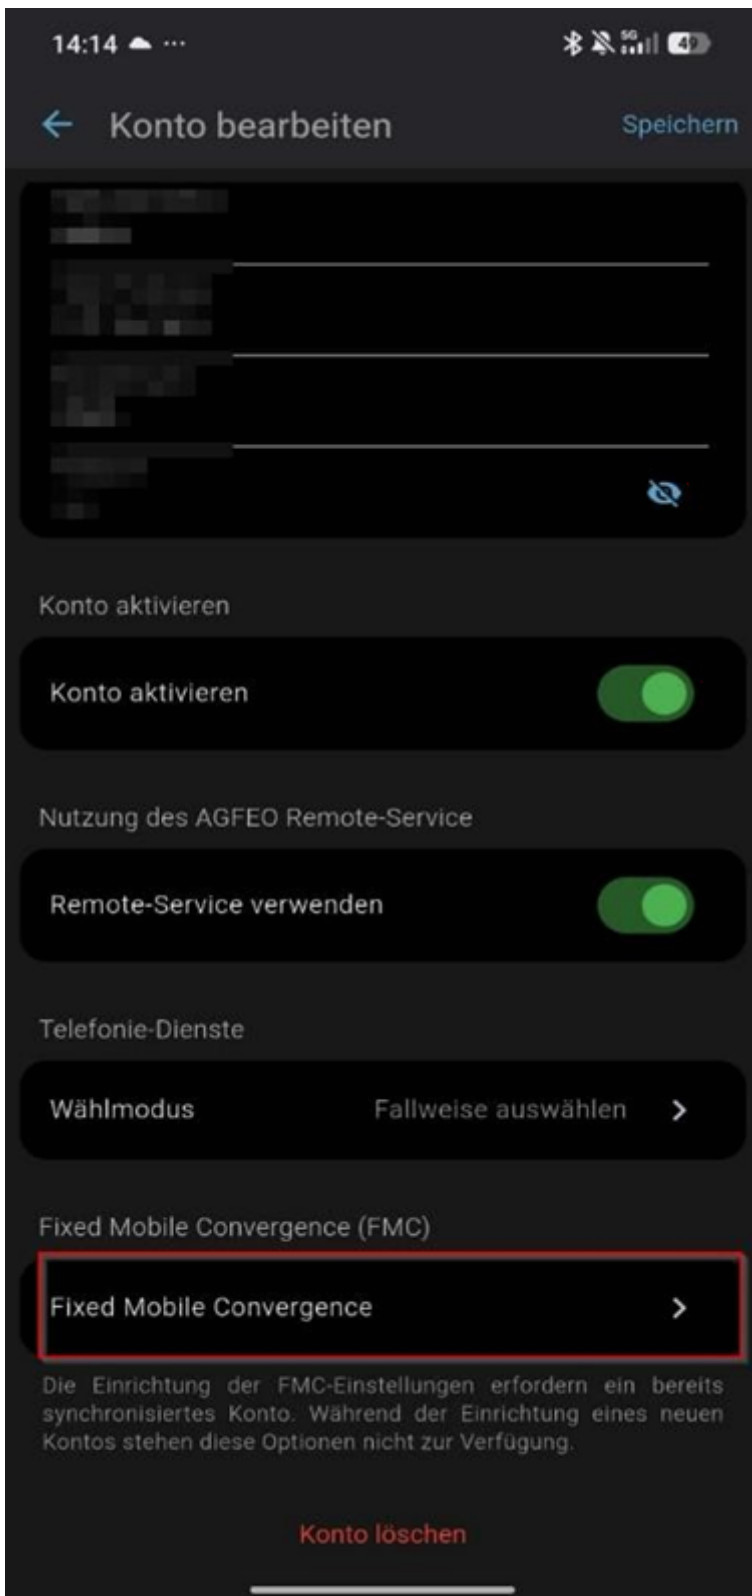 14:14
5G
49
Konto bearbeiten
Speichern
Konto aktivieren
Konto aktivieren
Nutzung des AGFEO Remote-Service
Remote-Service verwenden
Telefonie-Dienste
Wählmodus
Fallweise auswählen
Fixed Mobile Convergence (FMC)
Fixed Mobile Convergence
Die Einrichtung der FMC-Einstellungen erfordern ein bereits
synchronisiertes Konto. Während der Einrichtung eines neuen
Kontos stehen diese Optionen nicht zur Verfügung.
Konto löschen